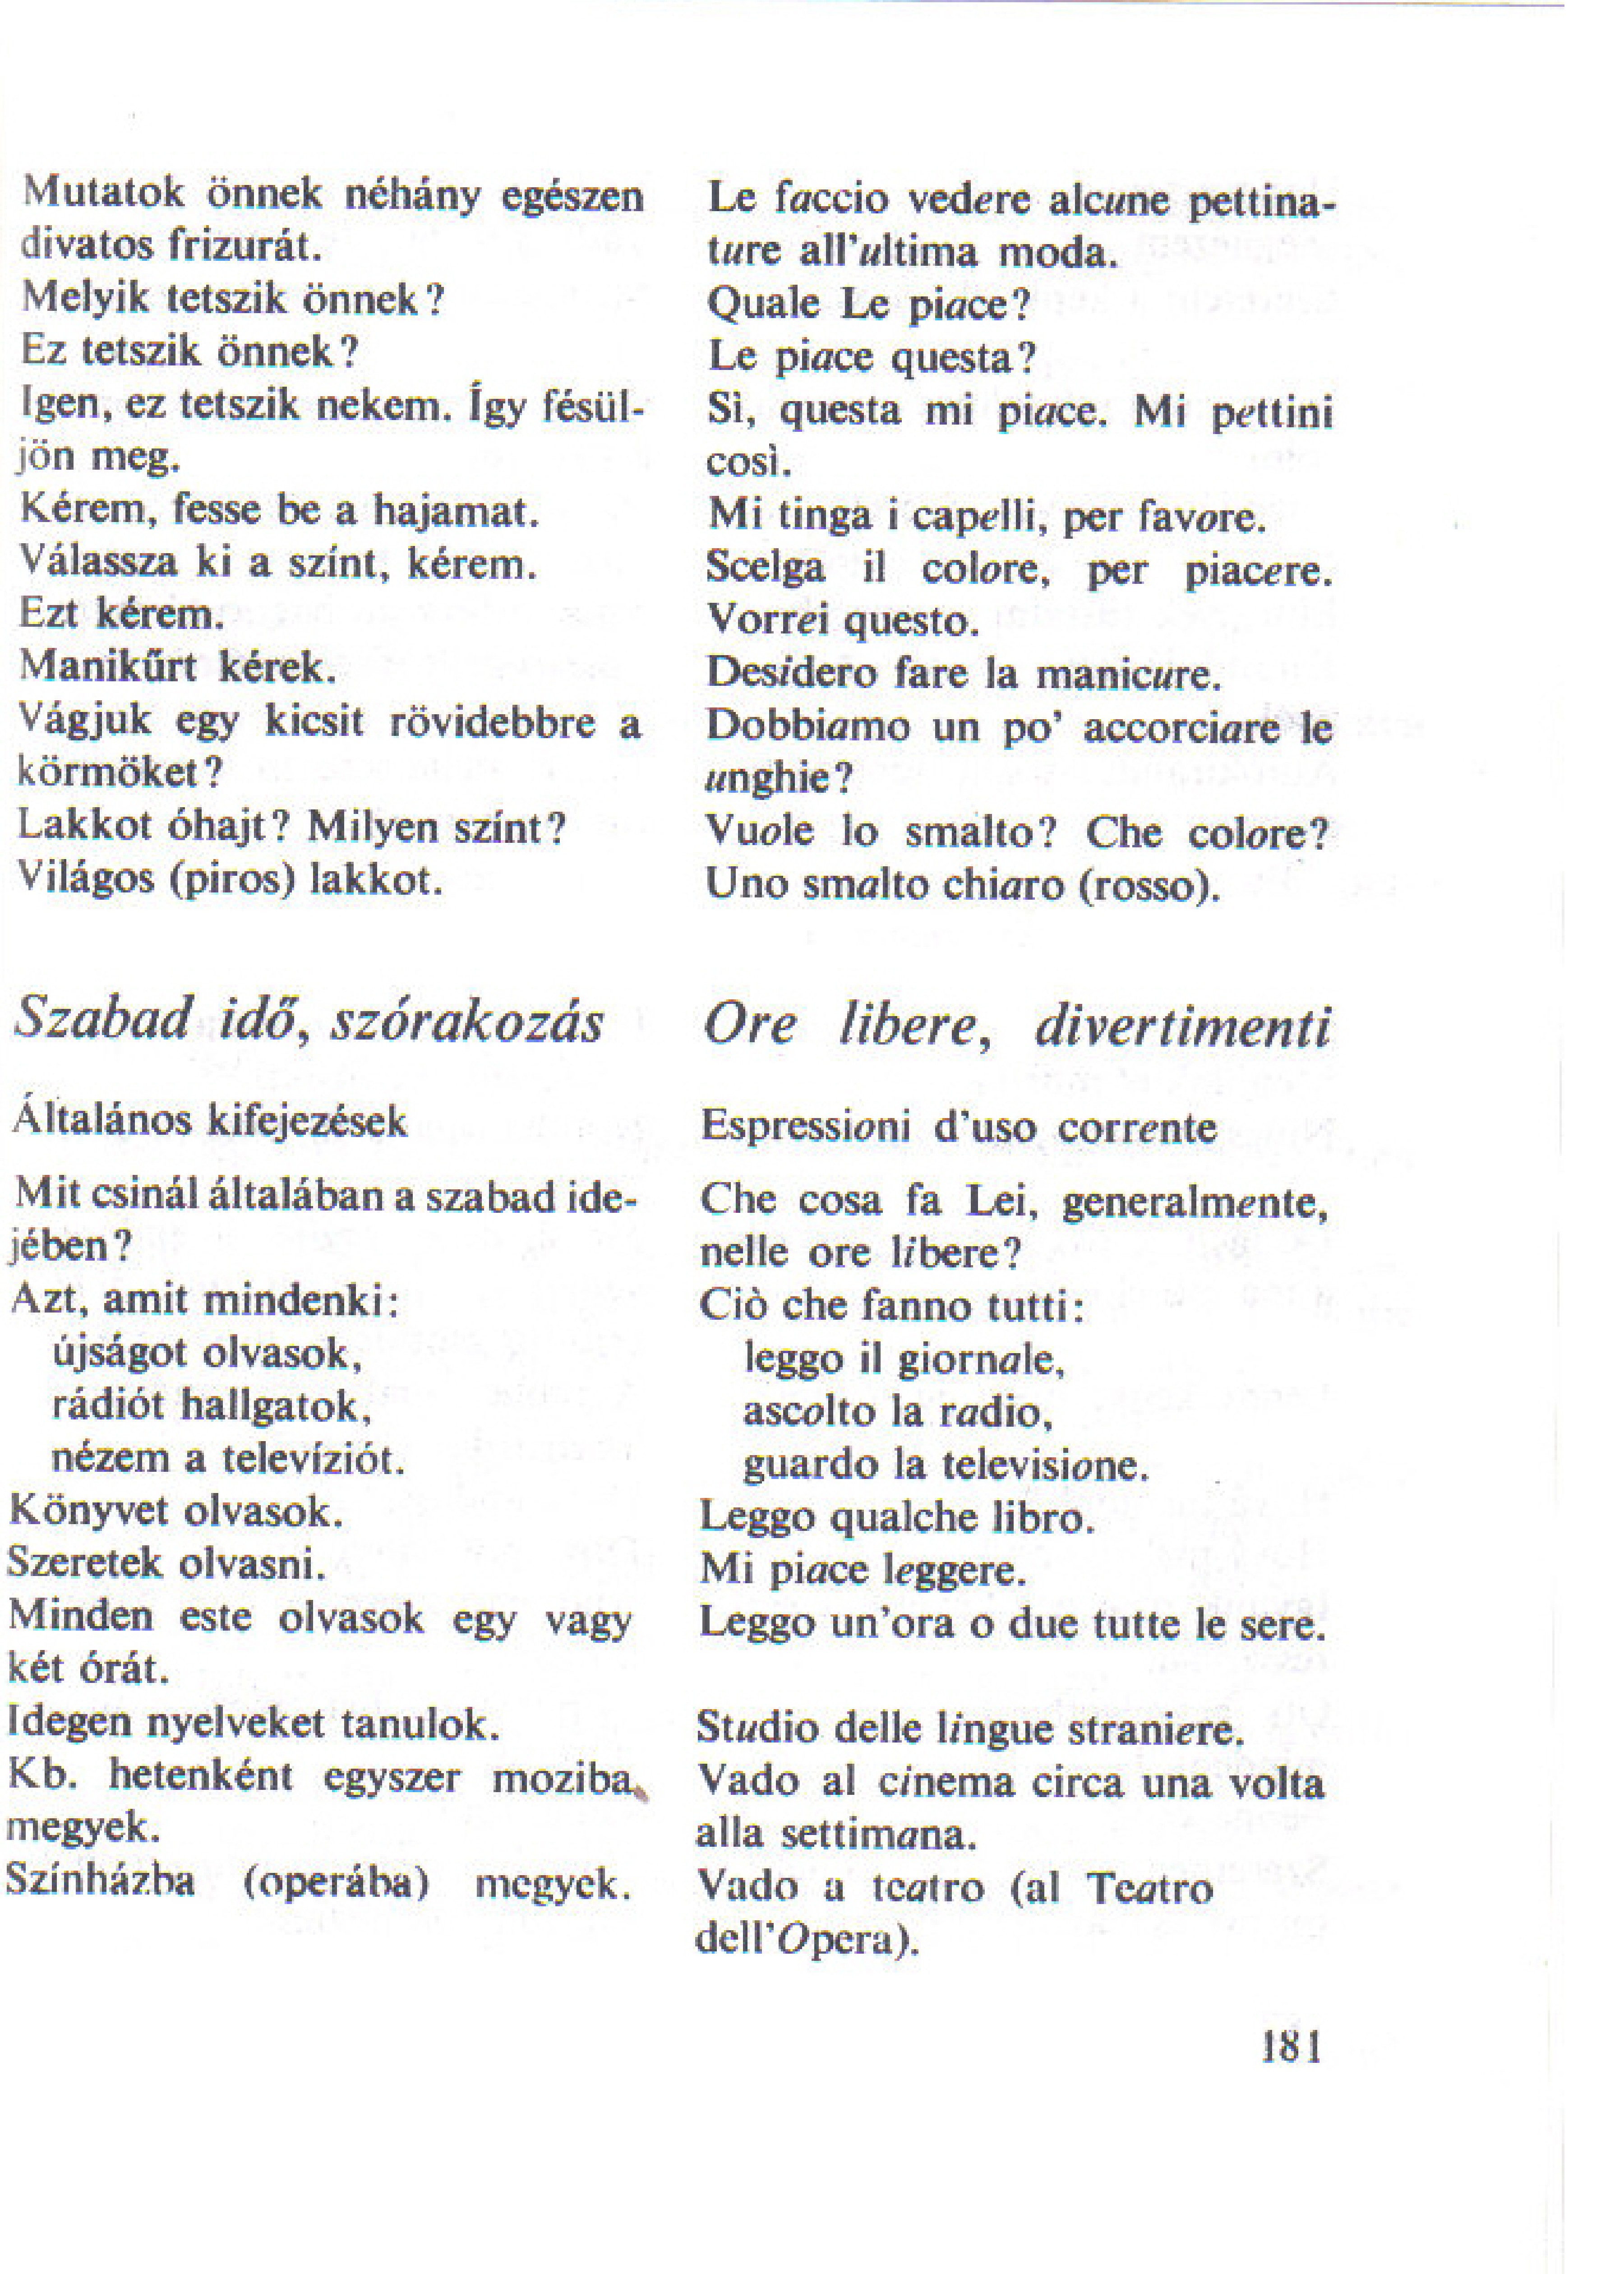 Mutatok önnek néhány egészen
divatos frizurát.
Melyik tetszik önnek?
Ez tetszik önnek?
Igen, ez tetszik nekem. Így fésül-
jön meg.
Kérem, fesse be a hajamat.
Válassza ki a színt, kérem.
Ezt kérem.
Manikűrt kérek.
Vágjuk egy kicsit rövidebbre a
körmöket?
Lakkot óhajt? Milyen színt?
Világos (piros) lakkot.
Le faccio vedere alcune pettina-
ture all'ultima moda.
Quale Le piace?
Le piace questa?
Sì, questa mi piace. Mi pettini
così.
Mi tinga i capelli, per favore.
Scelga il colore, per piacere.
Vorrei questo.
Desidero fare la manicure.
Dobbiamo un po' accorciare le
unghie?
Vuole lo smalto? Che colore?
Uno smalto chiaro (rosso).
Szabad idő, szórakozás
Általános kifejezések
Mit csinál általában a szabad ide-
jében?
Azt, amit mindenki:
újságot olvasok,
rádiót hallgatok,
nézem a televíziót.
Könyvet olvasok.
Szeretek olvasni.
Minden este olvasok egy vagy
két órát.
Idegen nyelveket tanulok.
Kb. hetenként egyszer moziba
megyek.
Színházba (operába) megyek.
Ore libere, divertimenti
Espressioni d'uso corrente
Che cosa fa Lei, generalmente,
nelle ore libere?
Ciò che fanno tutti:
leggo il giornale,
ascolto la radio,
guardo la televisione.
Leggo qualche libro.
Mi piace leggere.
Leggo un'ora o due tutte le sere.
Studio delle lingue straniere.
Vado al cinema circa una volta
alla settimana.
Vado a teatro (al Teatro
dell'Opera).
181